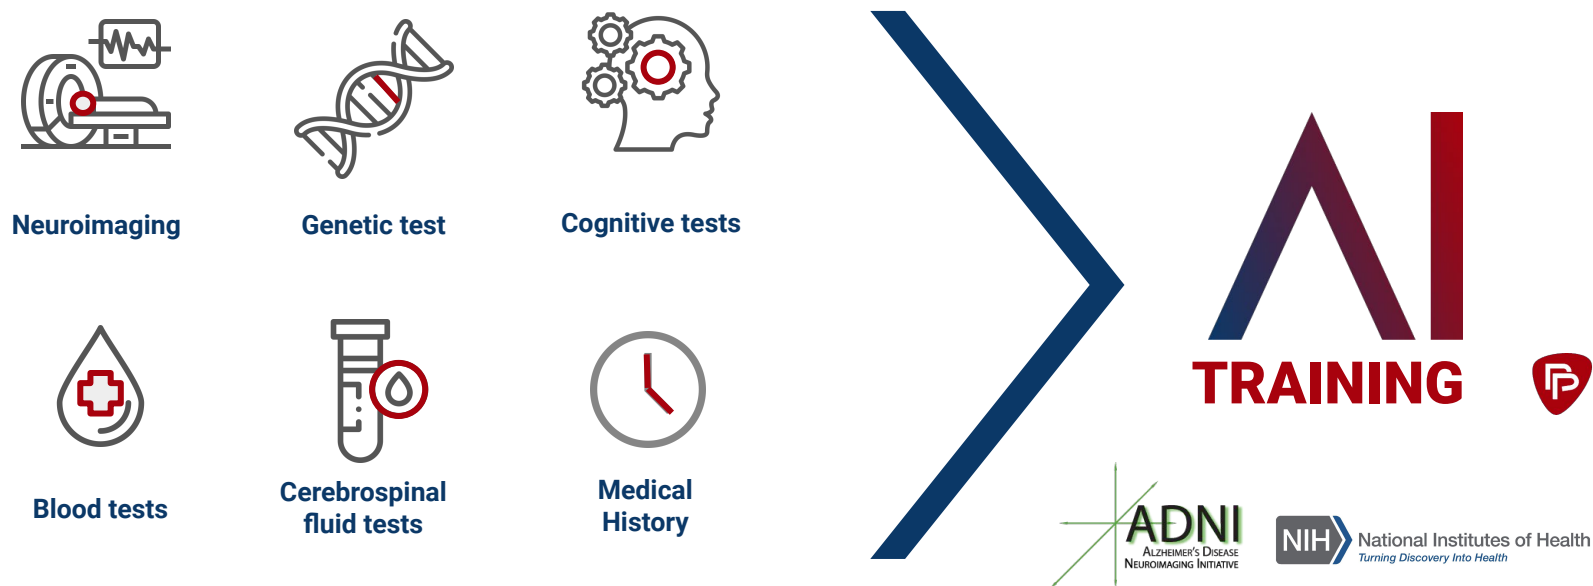 Neuroimaging
Genetic test
Cognitive tests
Blood tests
Cerebrospinal
fluid tests
Medical
History
AI
TRAINING
ADNI
ALZHEIMER'S DISEASE
NEUROIMAGING INITIATIVE
NIH
National Institutes of Health
Turning Discovery Into Health